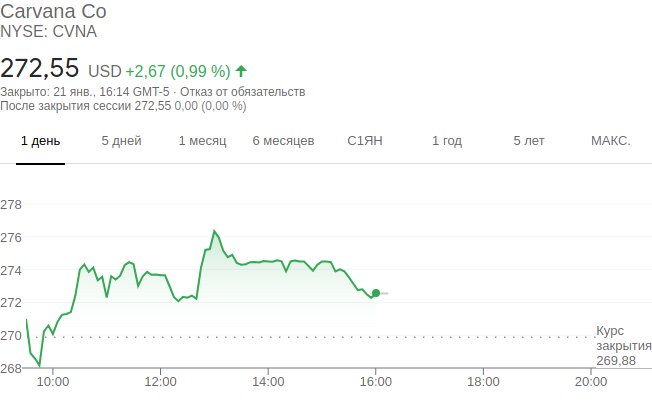 Carvana Co
NYSE: CVNA
272,55 USD +2,67 (0,99 %)
Закрыто: 21 янв., 16:14 GMT-5 · Отказ от обязательств
После закрытия сессии 272,55 0,00 (0,00 %)
1 день 5 дней 1 месяц 6 месяцев С1ЯН 1 год 5 лет МАКС.
278
276
274
272
270
268
Курс
закрытия
269,88
10:00 12:00 14:00 16:00 18:00 20:00